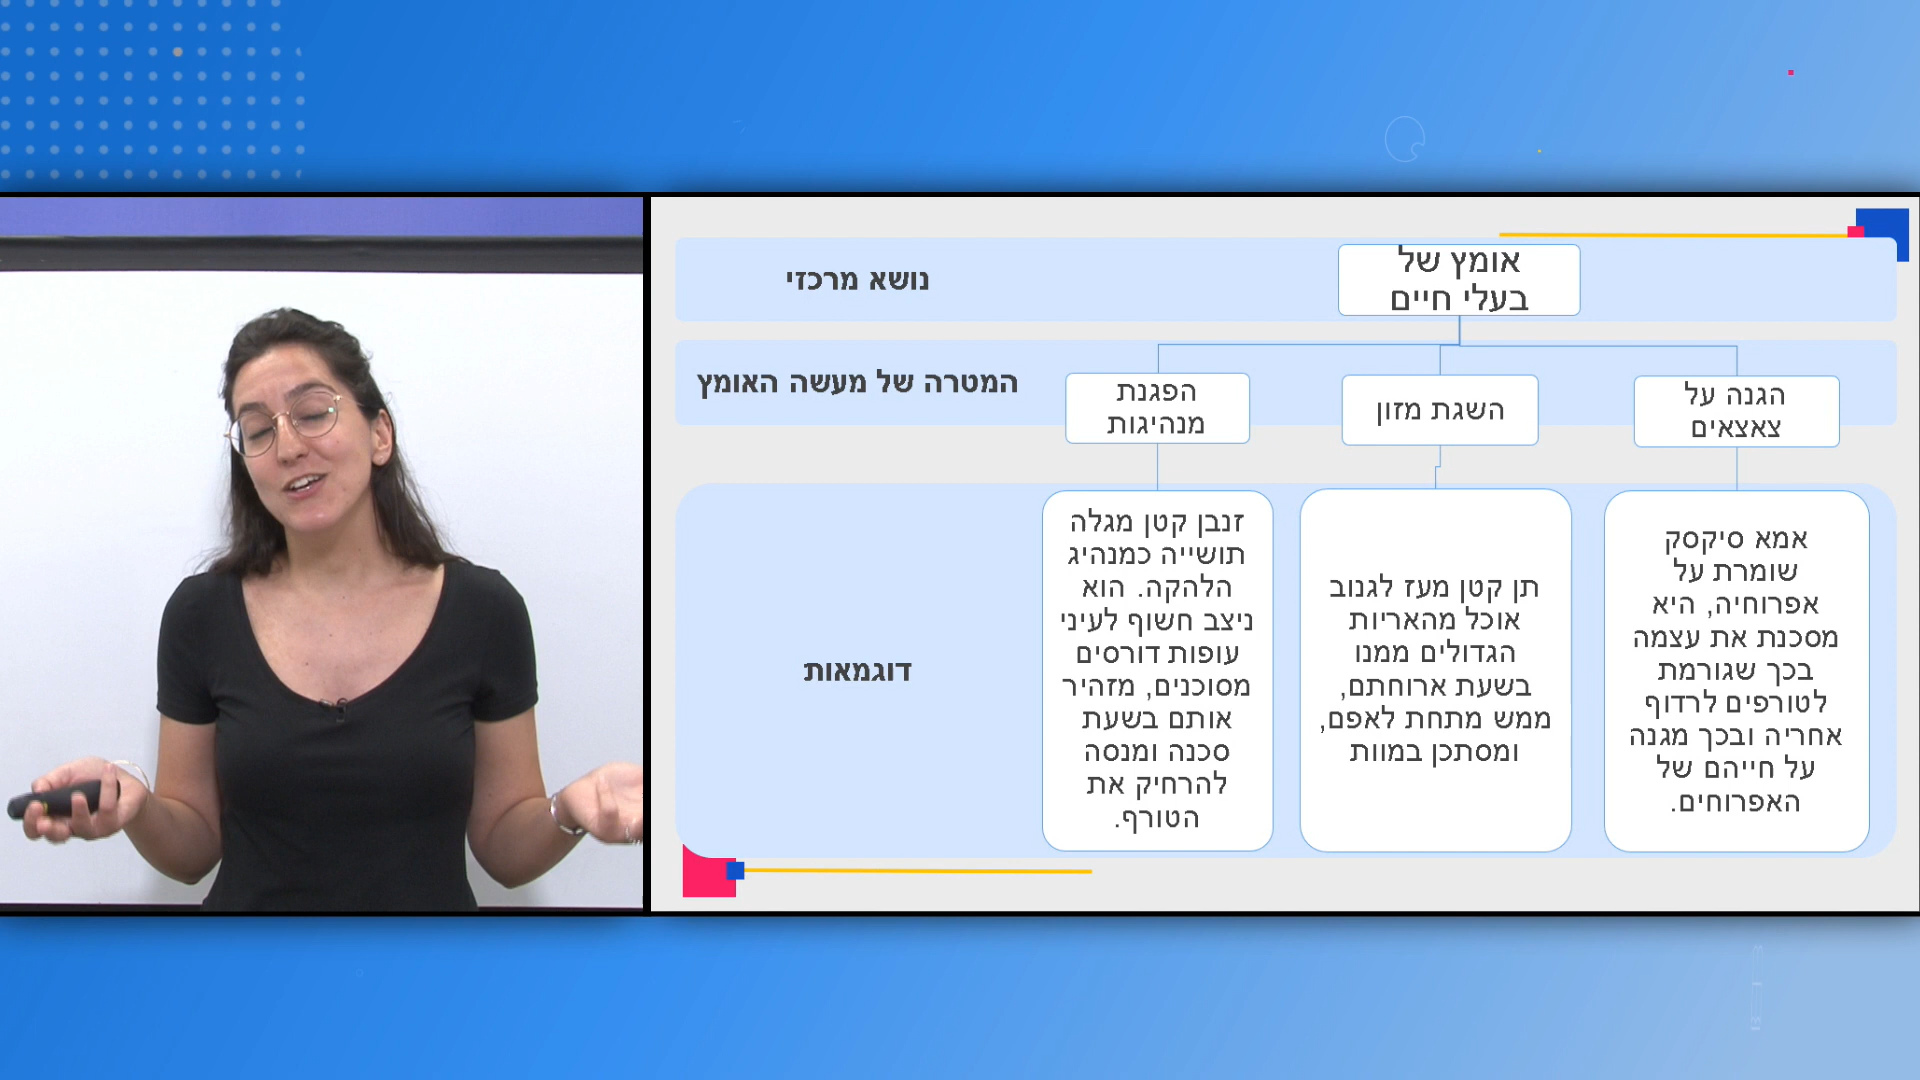 נושא מרכזי
אומץ של
בעלי חיים
המטרה של מעשה האומץ
הגנה על
צאצאים
השגת מזון
הפגנת
מנהיגות
דוגמאות
אמא סיקסק
שומרת על
אפרוחיה, היא
מסכנת את עצמה
בכך שגורמת
לטורפים לרדוף
אחריה ובכך מגנה
על חייהם של
האפרוחים.
תן קטן מעז לגנוב
אוכל מהאריות
הגדולים ממנו
בשעת ארוחתם,
ממש מתחת לאפם,
ומסתכן במוות
זנבן קטן מגלה
תושייה כמנהיג
הלהקה. הוא
ניצב חשוף לעיני
עופות דורסים
מסוכנים, מזהיר
אותם בשעת
סכנה ומנסה
להרחיק את
הטורף.